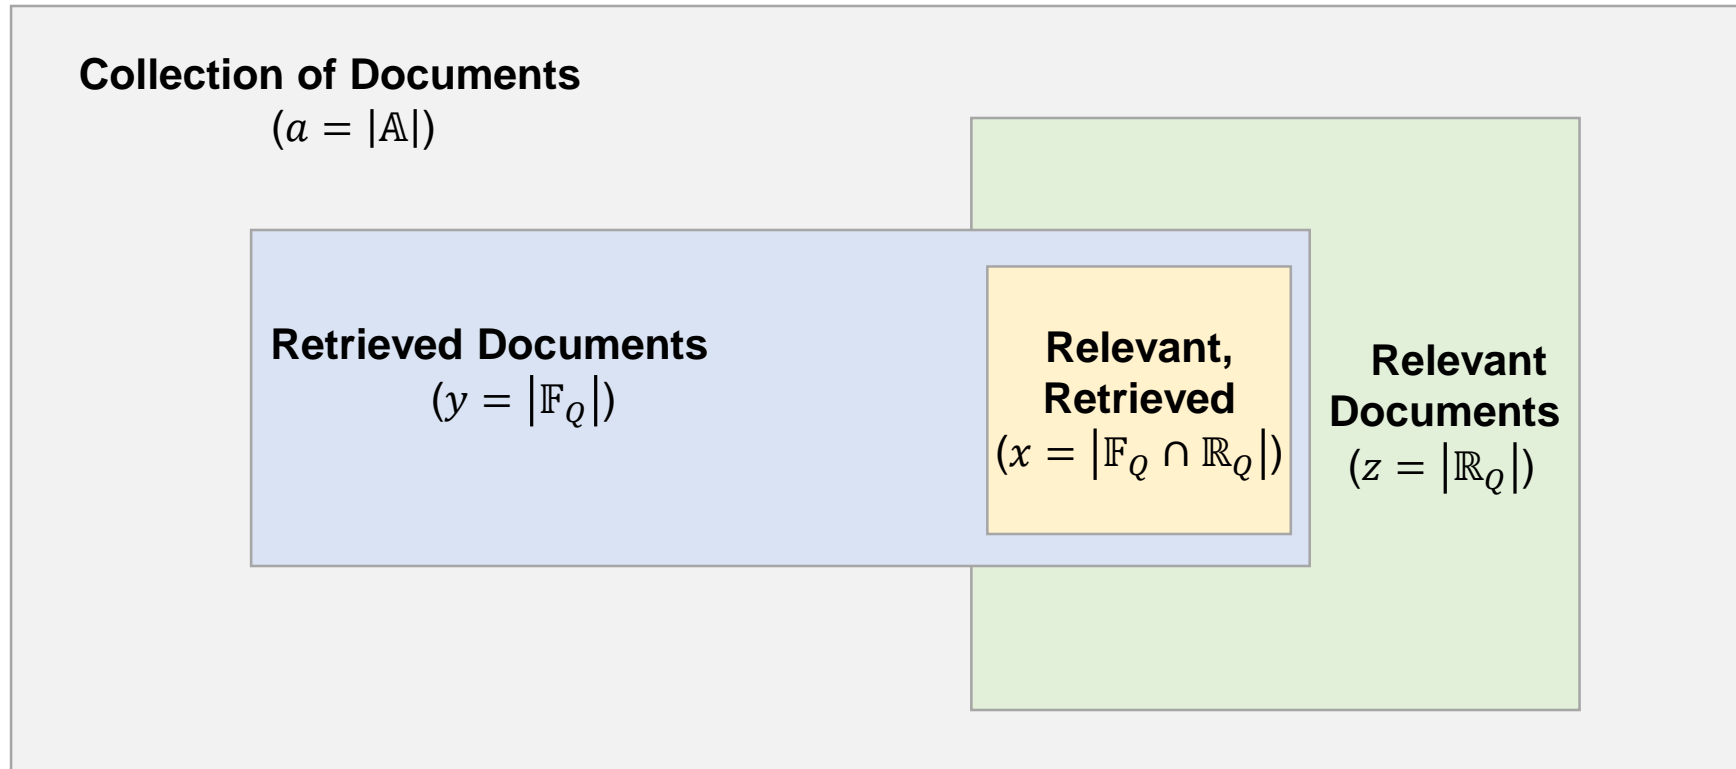 Collection of Documents
(𝑎 = |𝔸|)
Retrieved Documents
(𝑦 = |𝔽_𝑄|)
Relevant,
Retrieved
(𝑥 = |𝔽_𝑄 ∩ ℝ_𝑄|)
Relevant
Documents
(𝑧 = |ℝ_𝑄|)